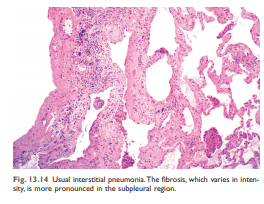 Fig. 13.14 Usual interstitial pneumonia. The fibrosis, which varies in inten-
sity, is more pronounced in the subpleural region.